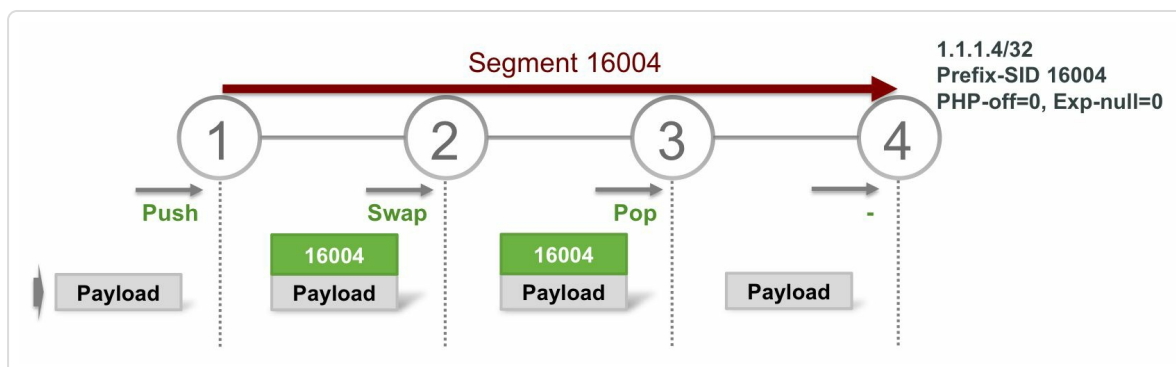 Segment 16004
1.1.1.4/32
Prefix-SID 16004
PHP-off=0, Exp-null=0
1
2
3
4
Push
Swap
Pop
-
16004
16004
Payload
Payload
Payload
Payload